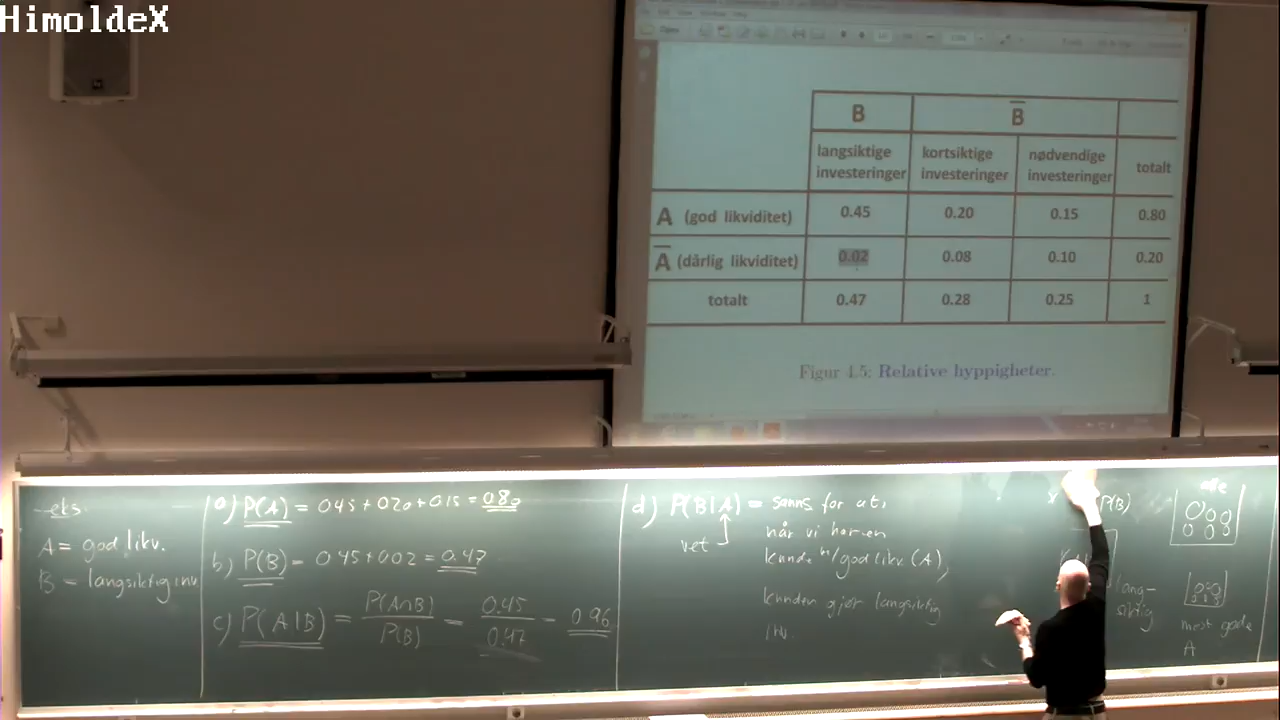 HimoldeX
B B̅
langsiktige investeringer kortsiktige investeringer nødvendige investeringer totalt
A (god likviditet) 0.45 0.20 0.15 0.80
A̅ (dårlig likviditet) 0.02 0.08 0.10 0.20
totalt 0.47 0.28 0.25 1
Figur 4.5: Relative hyppigheter.
eks.
A = god likv.
B = langsiktig inv
a) P(A) = 0.45 + 0.20 + 0.15 = 0.80
b) P(B) = 0.45 + 0.02 = 0.47
c) P(A|B) = P(A∩B) / P(B) = 0.45 / 0.47 = 0.96
d) P(B|A) = sanns for at,
vet
når vi har en
kunde m/god likv. (A),
kunden gjør langsiktig
inv.
P(B)
lang-
siktig
alle
mest gode
A